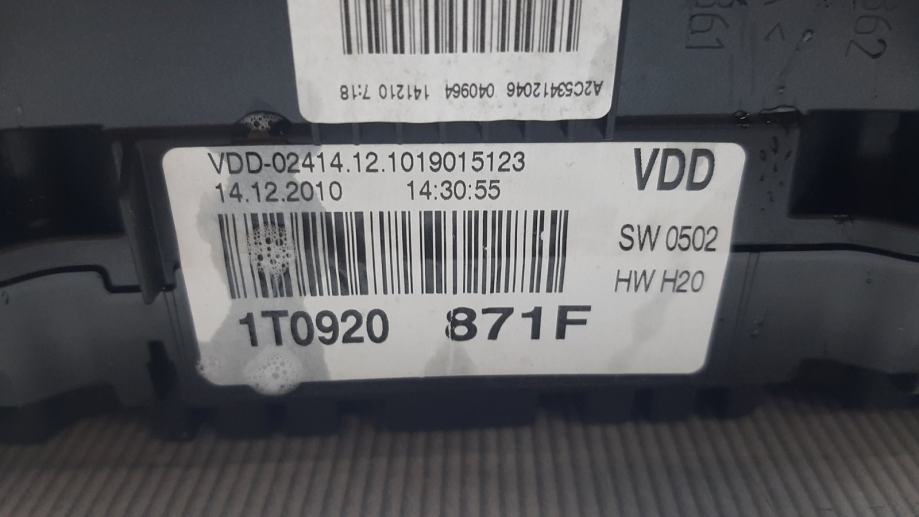 A2C53412046 040964 141210 7:18
VDD-02414.12.1019015123
14.12.2010 14:30:55
VDD
SW 0502
HW H20
1T0920 871F